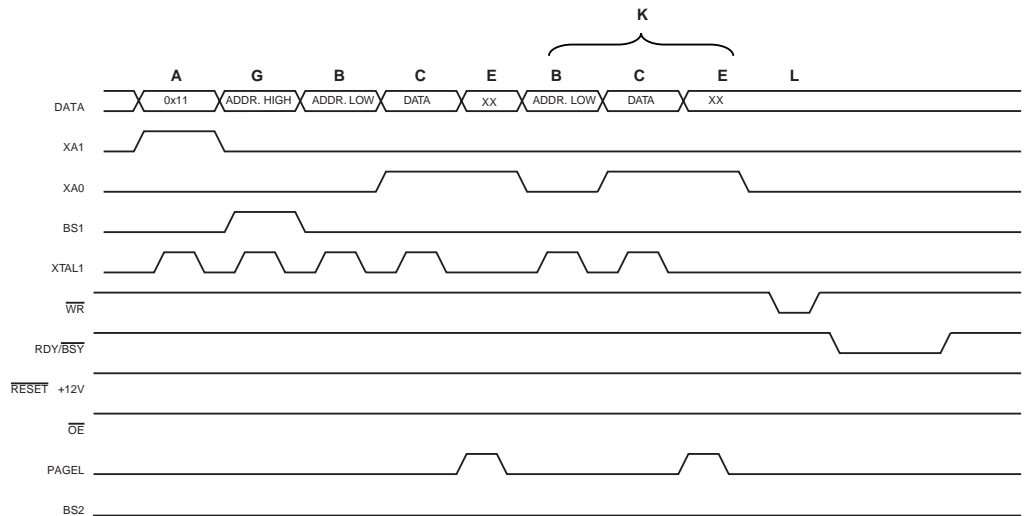 K
A G B C E B C E L
DATA 0x11 ADDR. HIGH ADDR. LOW DATA XX ADDR. LOW DATA XX
XA1
XA0
BS1
XTAL1
WR
RDY/BSY
RESET +12V
OE
PAGEL
BS2